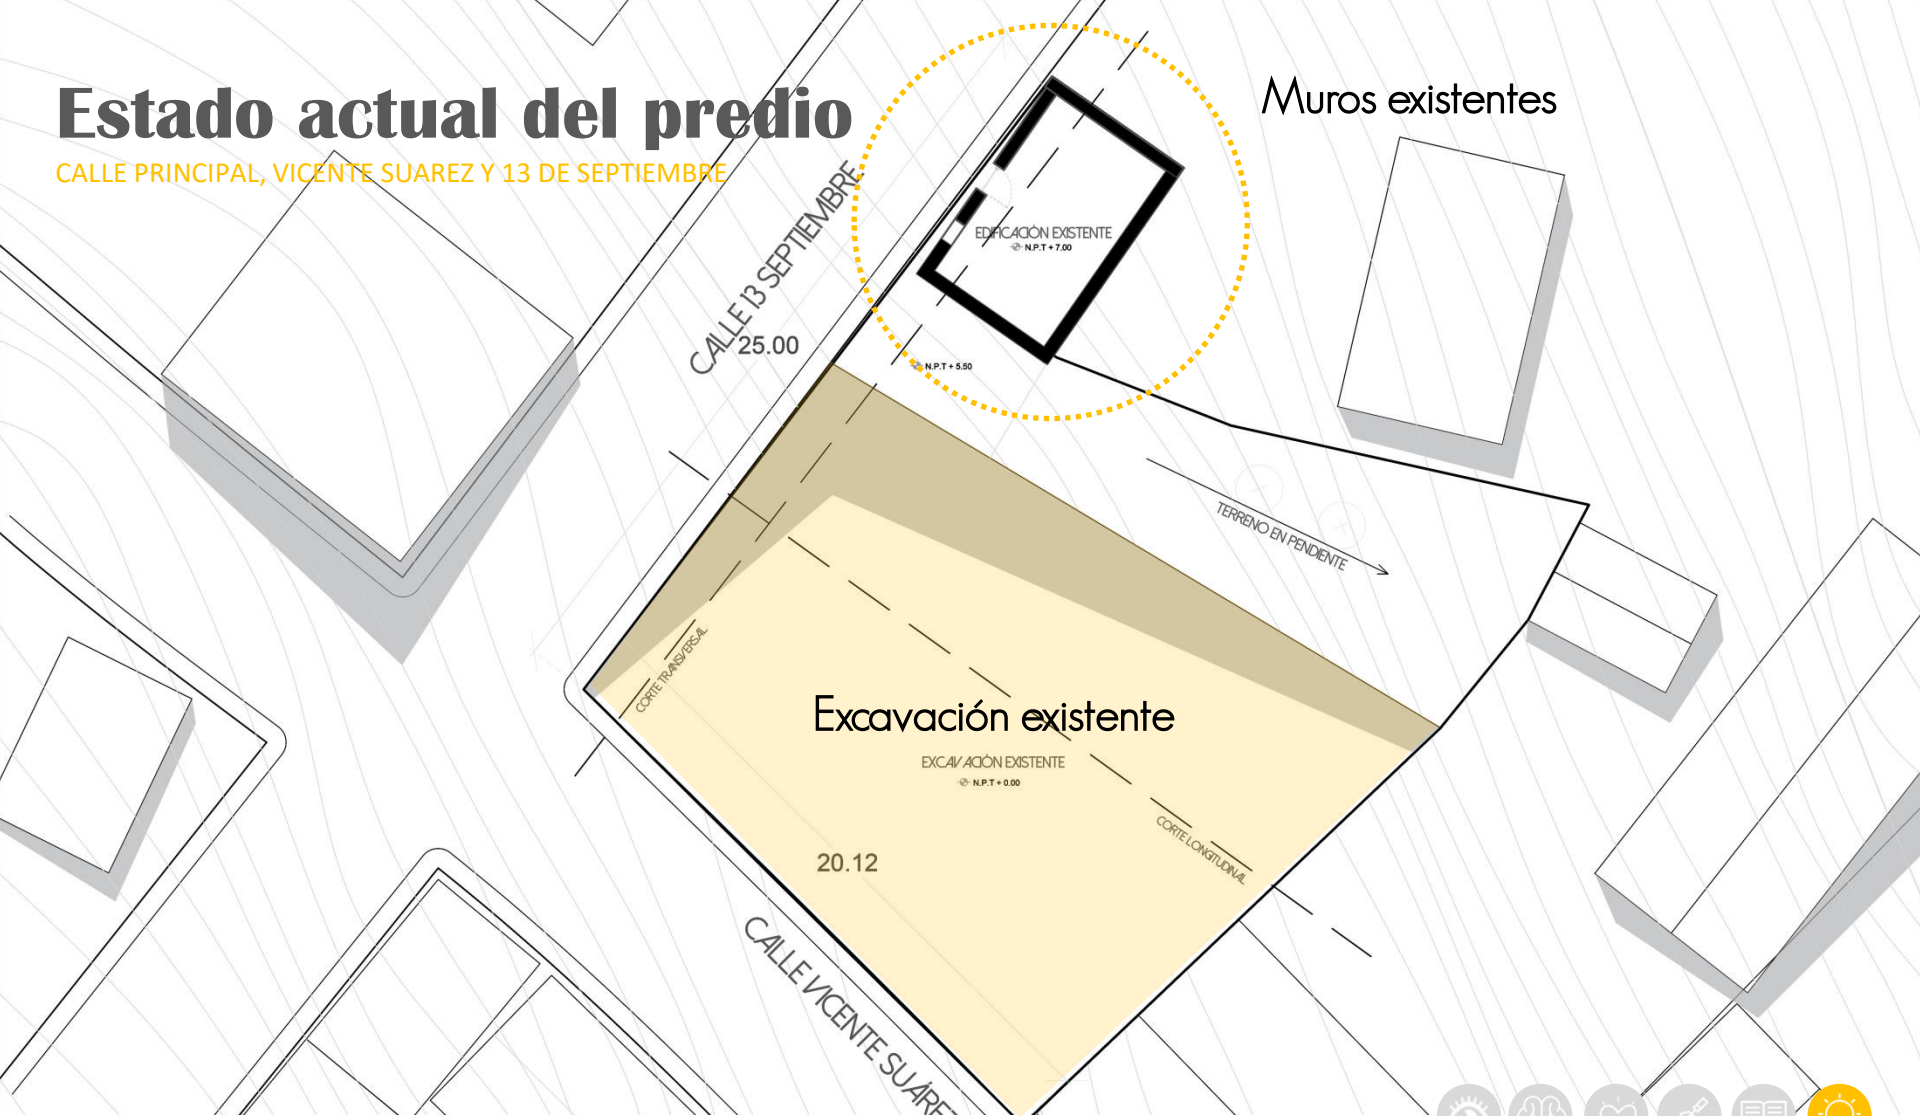 Estado actual del predio
CALLE PRINCIPAL, VICENTE SUAREZ Y 13 DE SEPTIEMBRE
Muros existentes
CALLE 13 SEPTIEMBRE
EDIFICACIÓN EXISTENTE
N.P.T + 7.00
25.00
N.P.T + 5.50
TERRENO EN PENDIENTE
CORTE TRANSVERSAL
Excavación existente
EXCAVACIÓN EXISTENTE
N.P.T + 0.00
CORTE LONGITUDINAL
20.12
CALLE VICENTE SUÁREZ